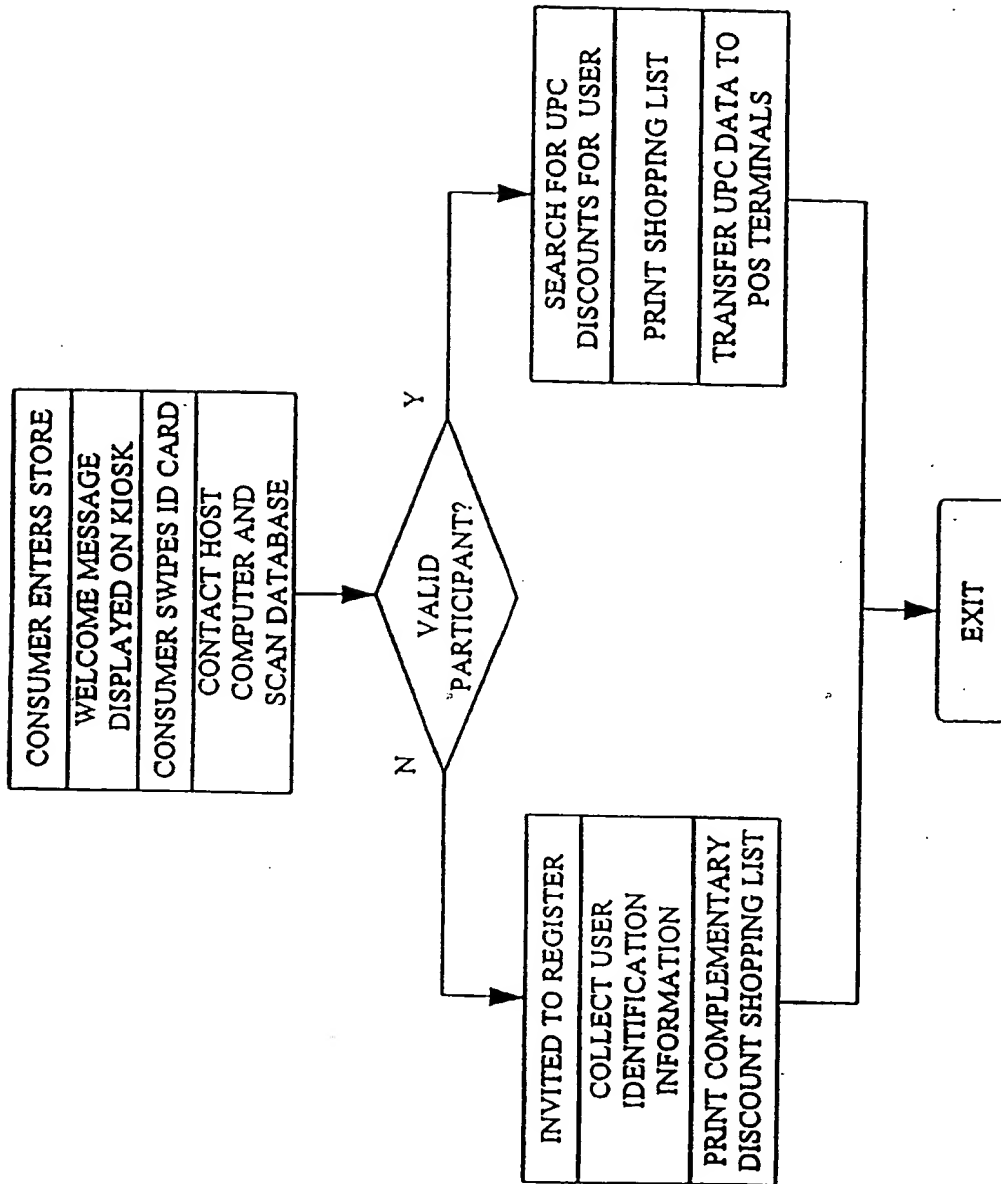 CONSUMER ENTERS STORE
WELCOME MESSAGE
DISPLAYED ON KIOSK
CONSUMER SWIPES ID CARD
CONTACT HOST
COMPUTER AND
SCAN DATABASE
VALID
PARTICIPANT?
N
Y
INVITED TO REGISTER
COLLECT USER
IDENTIFICATION
INFORMATION
PRINT COMPLEMENTARY
DISCOUNT SHOPPING LIST
SEARCH FOR UPC
DISCOUNTS FOR USER
PRINT SHOPPING LIST
TRANSFER UPC DATA TO
POS TERMINALS
EXIT